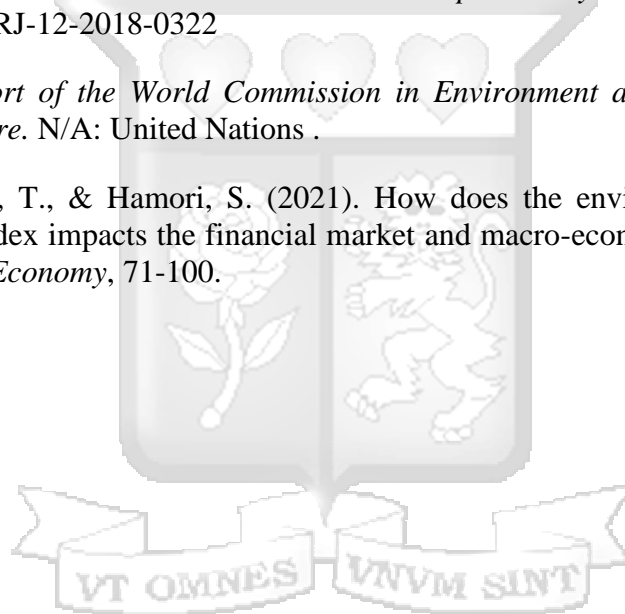 RJ-12-2018-0322
ort of the World Commission in Environment a
re. N/A: United Nations .
, T., & Hamori, S. (2021). How does the envi
dex impacts the financial market and macro-econ
Economy, 71-100.
VT OMNES VNVM SINT